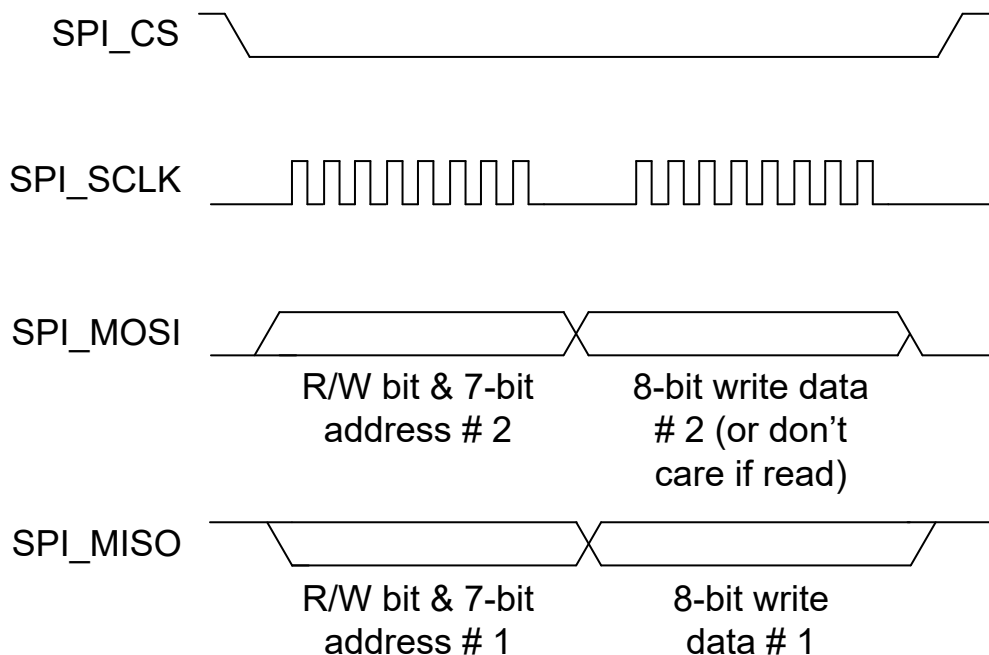 SPI_CS
SPI_SCLK
SPI_MOSI
R/W bit & 7-bit
address # 2
8-bit write data
# 2 (or don't
care if read)
SPI_MISO
R/W bit & 7-bit
address # 1
8-bit write
data # 1